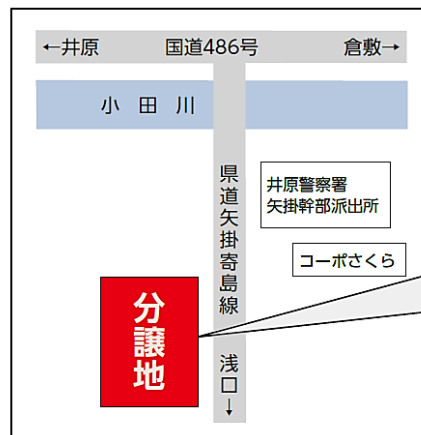 ←井原 国道486号 倉敷→
小田川
県道矢掛寄島線 浅口↓
井原警察署
矢掛幹部派出所
コーポさくら
分譲地